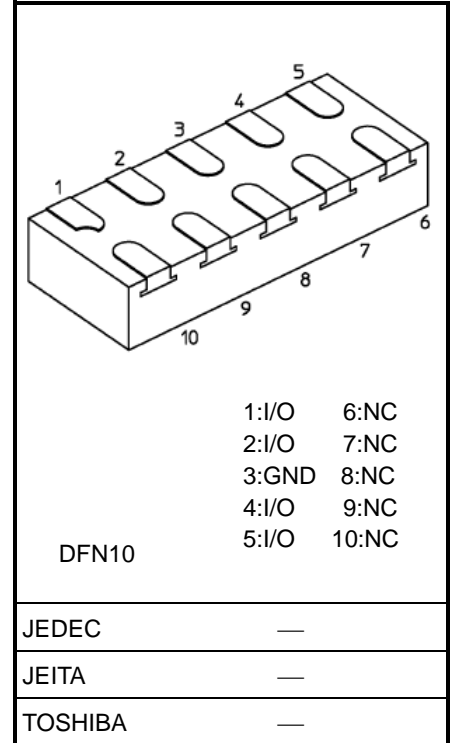 5
4
3
2
1
6
7
8
9
10
1:I/O 6:NC
2:I/O 7:NC
3:GND 8:NC
4:I/O 9:NC
5:I/O 10:NC
DFN10
JEDEC —
JEITA —
TOSHIBA —